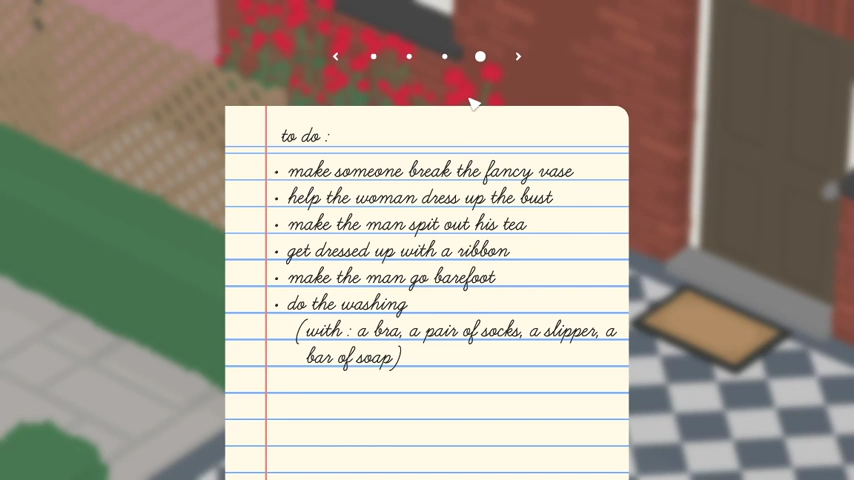 to do :
• make someone break the fancy vase
• help the woman dress up the bust
• make the man spit out his tea
• get dressed up with a ribbon
• make the man go barefoot
• do the washing
(with : a bra, a pair of socks, a slipper, a
bar of soap)